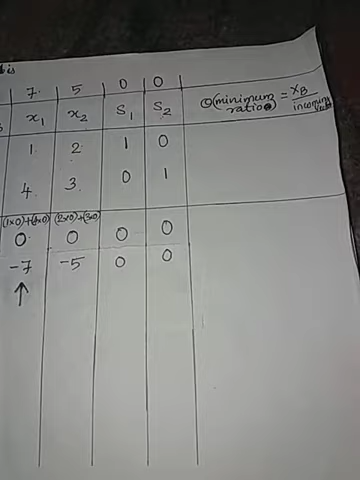 is
7 5 0 0
x₁ x₂ S₁ S₂ θ(minimum ratio) = XB / incoming
1 2 1 0
4 3 0 1
(1×0)+(4×0) (2×0)+(3×0)
0 0 0 0
-7 -5 0 0
↑